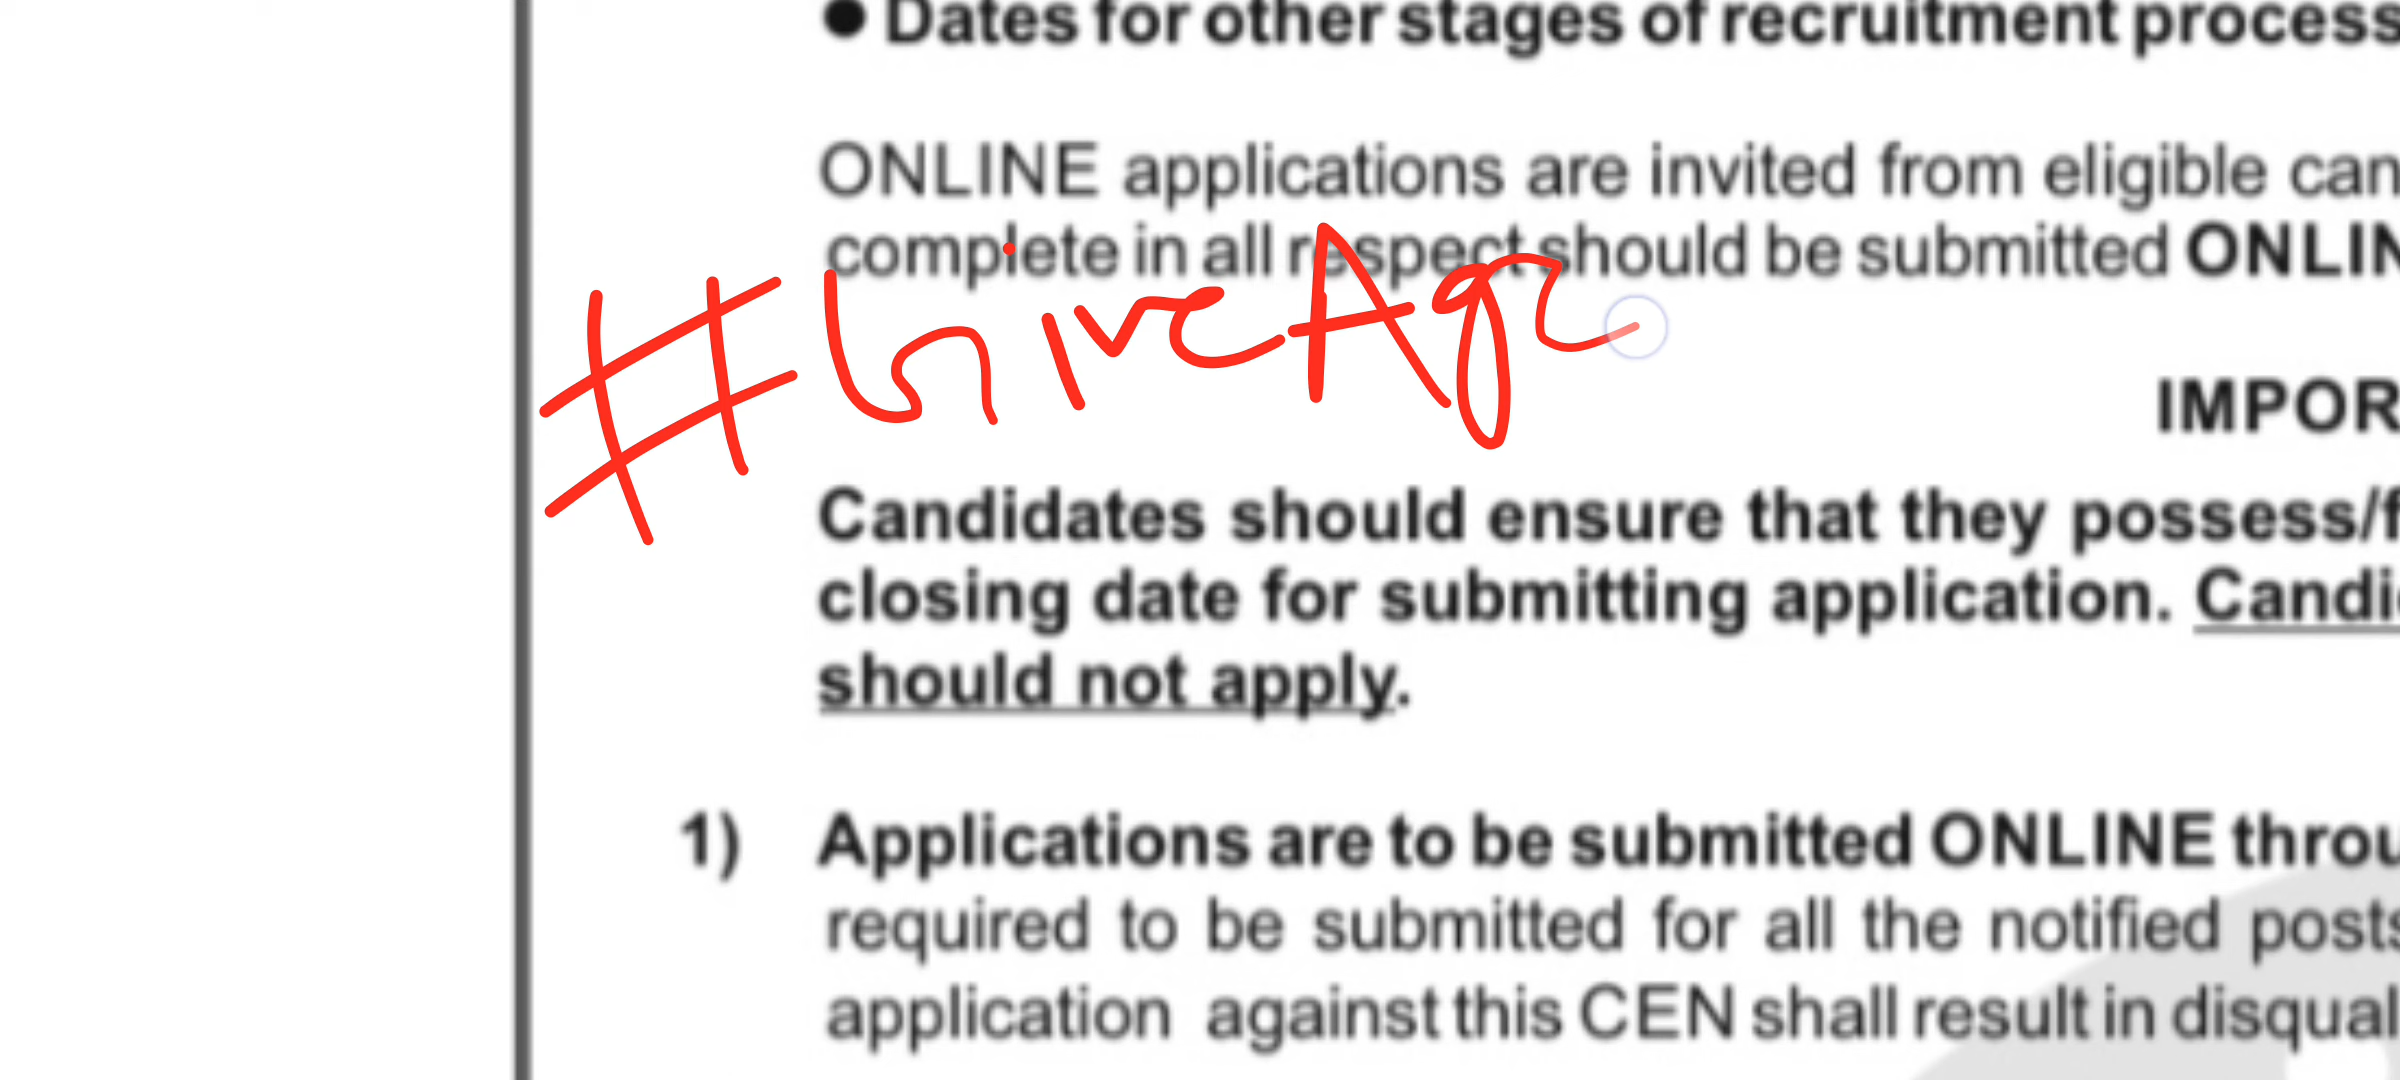 ● Dates for other stages of recruitment process
ONLINE applications are invited from eligible can
complete in all respect should be submitted ONLIN
#GiveAge
IMPOR
Candidates should ensure that they possess/f
closing date for submitting application. Candi
should not apply.
1) Applications are to be submitted ONLINE throu
required to be submitted for all the notified posts
application against this CEN shall result in disqual